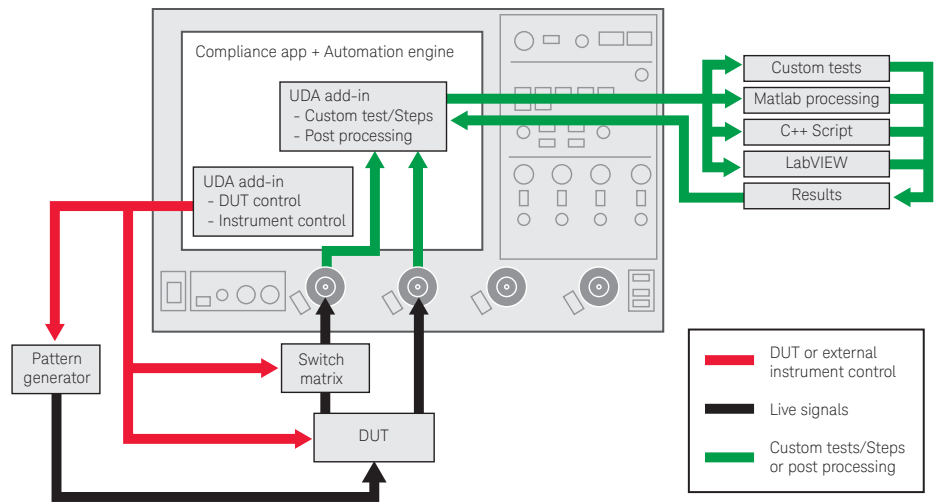 Compliance app + Automation engine
UDA add-in
- Custom test/Steps
- Post processing
UDA add-in
- DUT control
- Instrument control
Custom tests
Matlab processing
C++ Script
LabVIEW
Results
Pattern
generator
Switch
matrix
DUT
DUT or external
instrument control
Live signals
Custom tests/Steps
or post processing